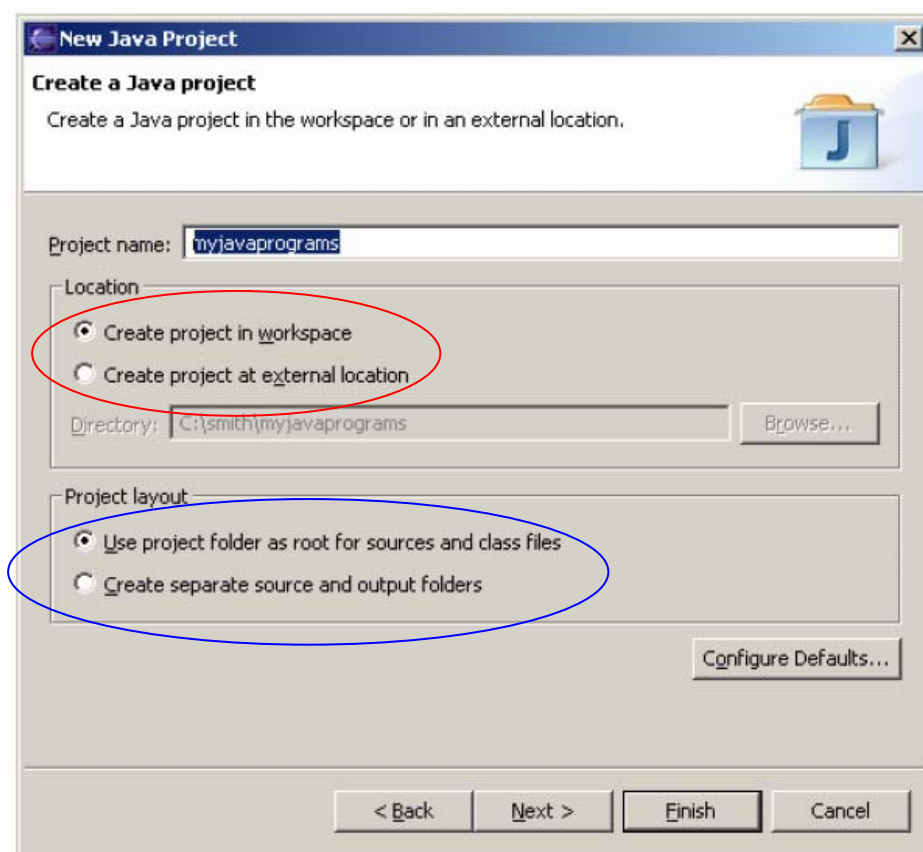 New Java Project
Create a Java project
Create a Java project in the workspace or in an external location.
J
Project name: myjavaprograms
Location
Create project in workspace
Create project at external location
Directory: C:\smith\myjavaprograms Browse...
Project layout
Use project folder as root for sources and class files
Create separate source and output folders
Configure Defaults...
< Back Next > Finish Cancel